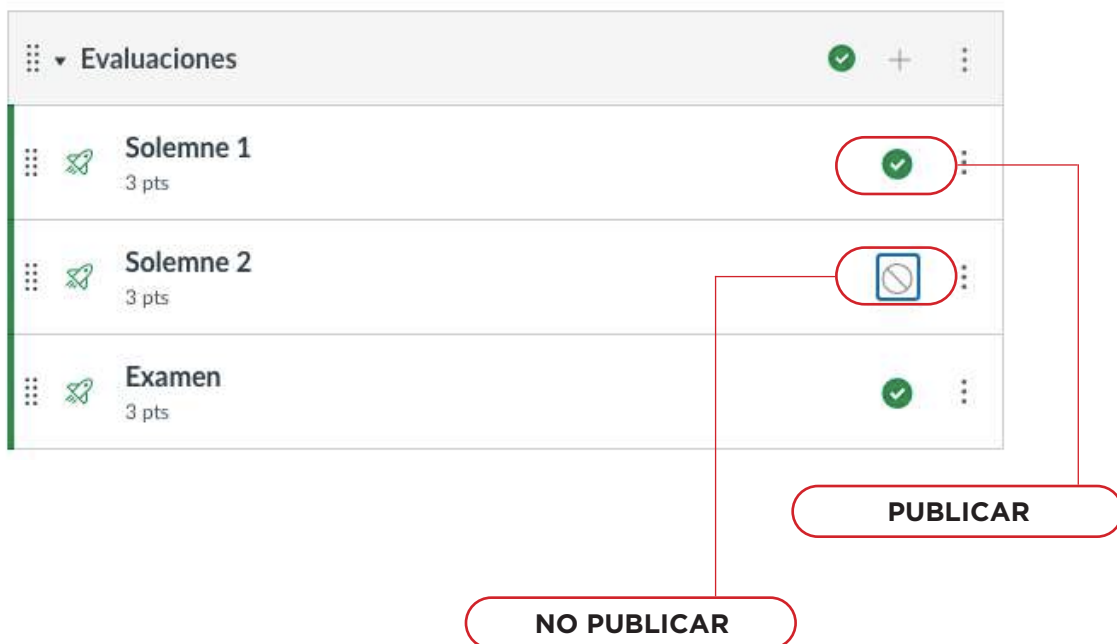 Evaluaciones
Solemne 1
3 pts
Solemne 2
3 pts
Examen
3 pts
PUBLICAR
NO PUBLICAR